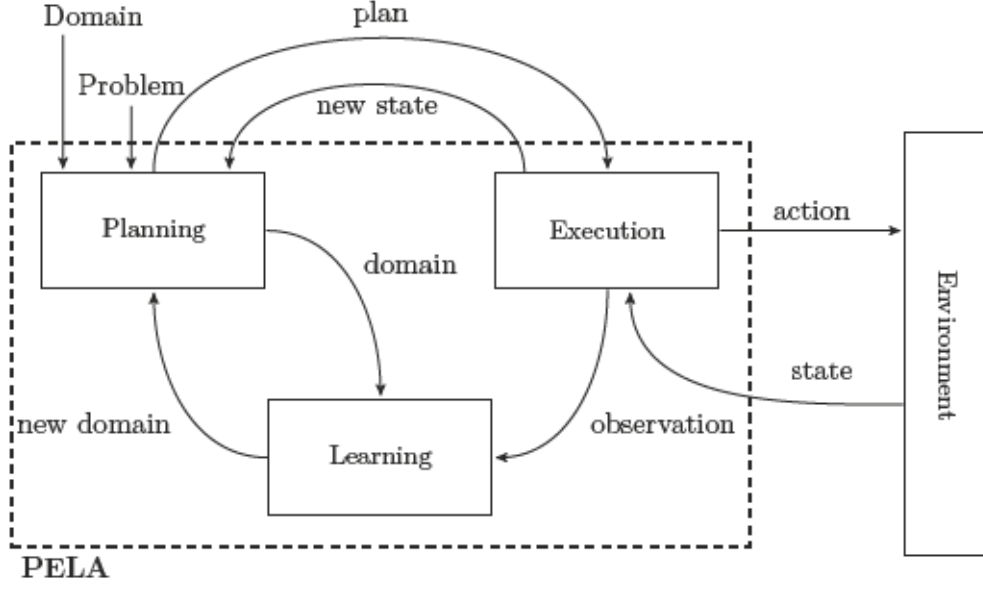 Domain
plan
Problem
new state
Planning
Execution
action
domain
Environment
state
new domain
observation
Learning
PELA